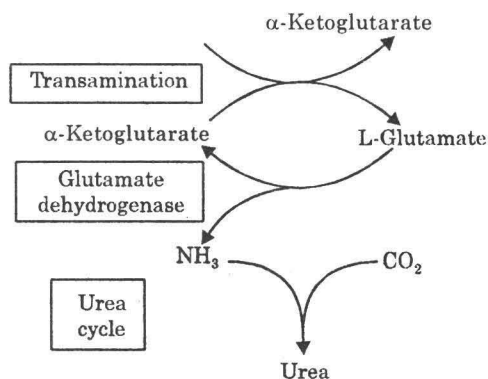 α-Ketoglutarate
Transamination
α-Ketoglutarate
L-Glutamate
Glutamate
dehydrogenase
NH₃
CO₂
Urea
cycle
Urea